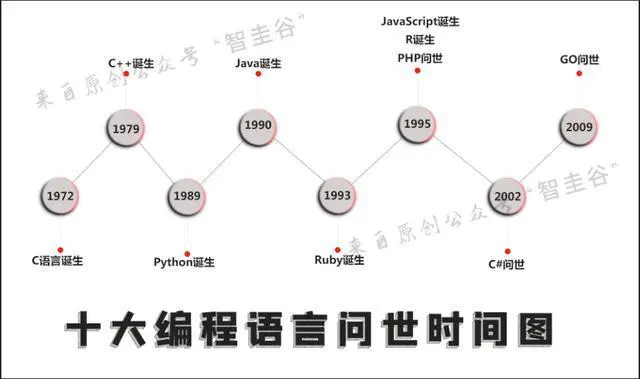 JavaScript诞生
R诞生
C++诞生
Java诞生
PHP问世
GO问世
来自原创公众号“智圭谷”
1979
1990
1995
2009
1972
1989
1993
2002
来自原创公众号“智圭谷”
C语言诞生
Python诞生
Ruby诞生
C#问世
十大编程语言问世时间图